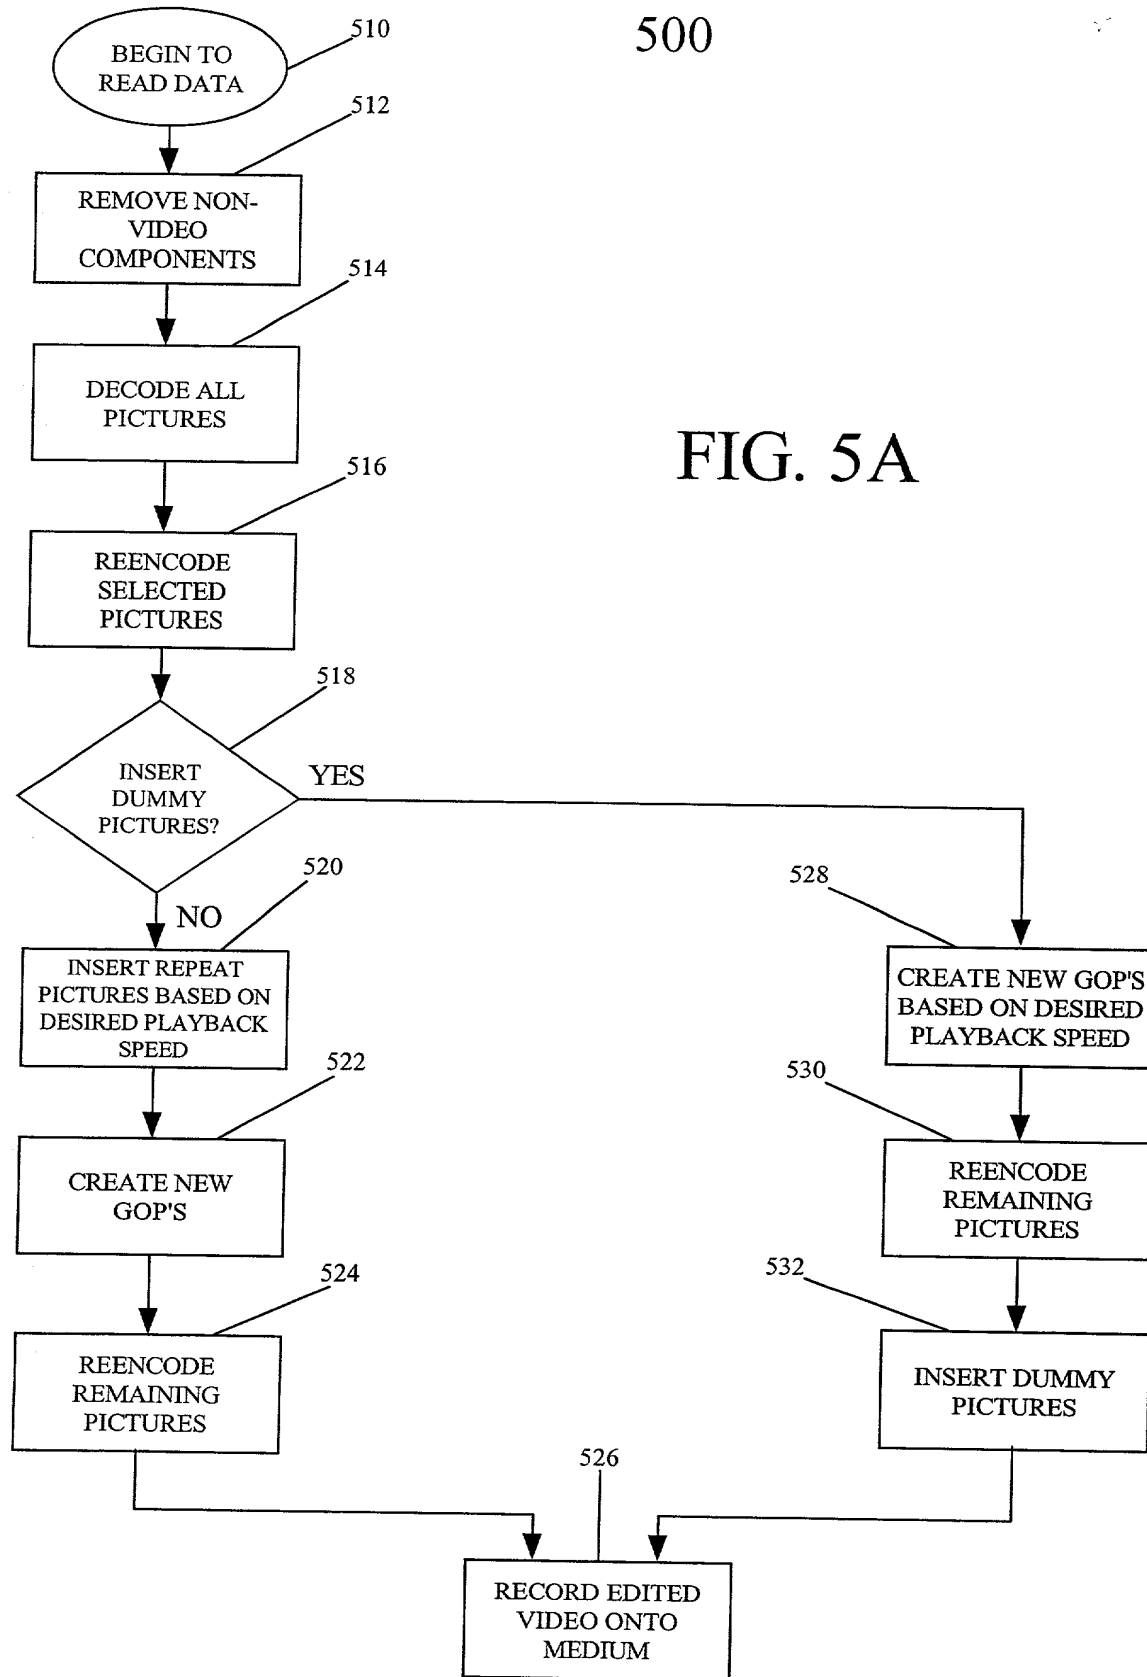 500
510
BEGIN TO
READ DATA
512
REMOVE NON-
VIDEO
COMPONENTS
514
DECODE ALL
PICTURES
FIG. 5A
516
REENCODE
SELECTED
PICTURES
518
INSERT
DUMMY
PICTURES?
YES
NO
520
INSERT REPEAT
PICTURES BASED ON
DESIRED PLAYBACK
SPEED
522
CREATE NEW
GOP'S
524
REENCODE
REMAINING
PICTURES
528
CREATE NEW GOP'S
BASED ON DESIRED
PLAYBACK SPEED
530
REENCODE
REMAINING
PICTURES
532
INSERT DUMMY
PICTURES
526
RECORD EDITED
VIDEO ONTO
MEDIUM